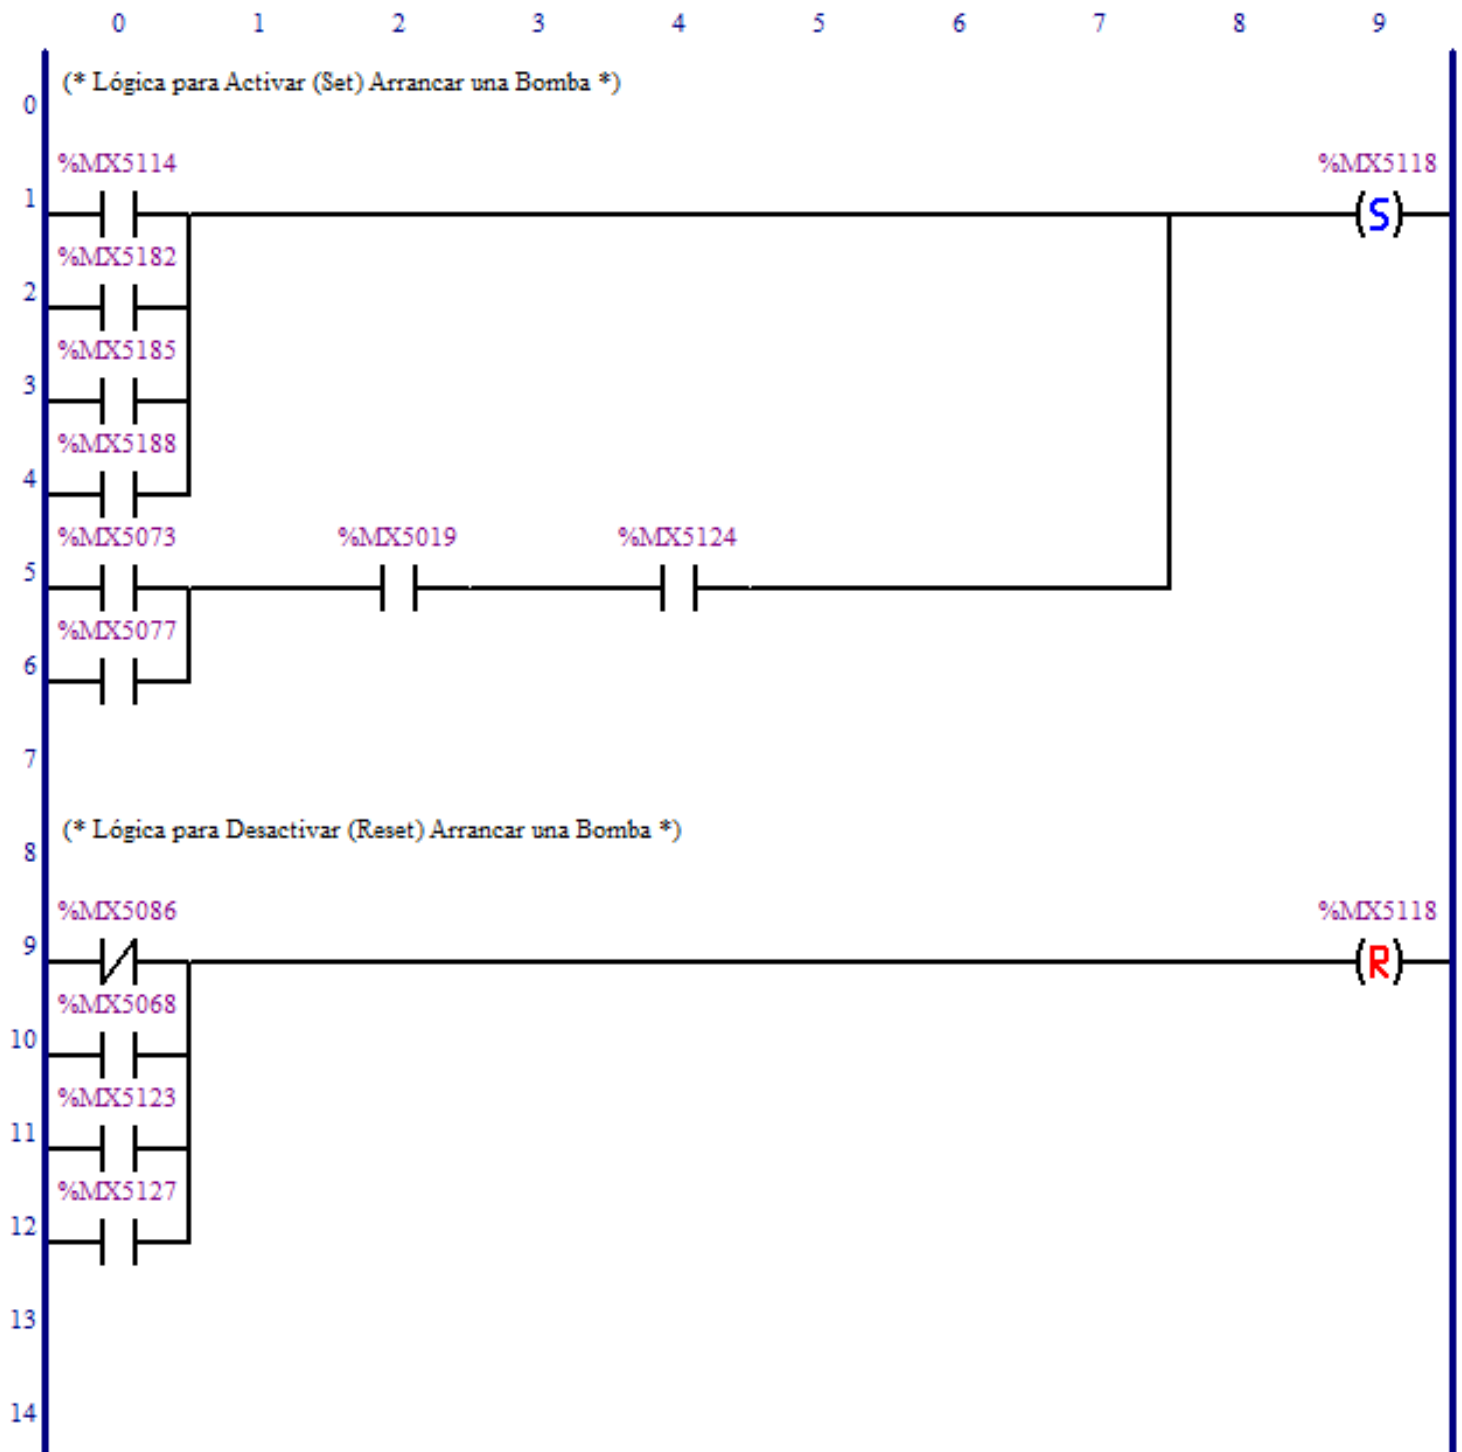 0 1 2 3 4 5 6 7 8 9
(* Lógica para Activar (Set) Arrancar una Bomba *)
0
%MX5114 %MX5118
1 (S)
%MX5182
2
%MX5185
3
%MX5188
4
%MX5073 %MX5019 %MX5124
5
%MX5077
6
7
(* Lógica para Desactivar (Reset) Arrancar una Bomba *)
8
%MX5086 %MX5118
9 (R)
%MX5068
10
%MX5123
11
%MX5127
12
13
14